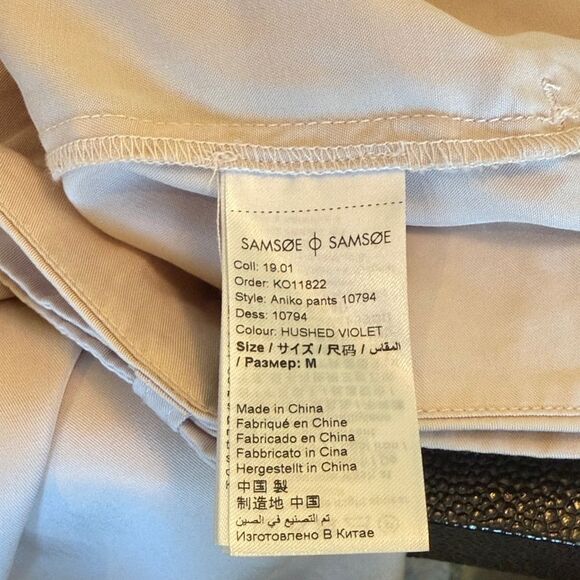 SAMSØE ϕ SAMSØE
Coll: 19.01
Order: KO11822
Style: Aniko pants 10794
Dess: 10794
Colour: HUSHED VIOLET
Size / サイズ / 尺码 / المقاس
/ Размер: M
Made in China
Fabriqué en Chine
Fabricado en China
Fabbricato in Cina
Hergestellt in China
中国 製
制造地 中国
تم التصنيع في الصين
Изготовлено В Китае